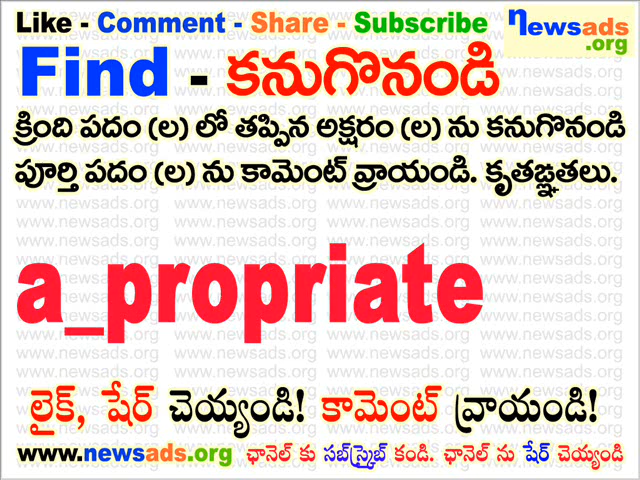 Like - Comment - Share - Subscribe
newsads
.org
Find - కనుగొనండి
క్రింది పదం (ల) లో తప్పిన అక్షరం (ల) ను కనుగొనండి
పూర్తి పదం (ల) ను కామెంట్ వ్రాయండి. కృతఙ్ఞతలు.
a_propriate
లైక్, షేర్ చెయ్యండి! కామెంట్ వ్రాయండి!
www.newsads.org ఛానెల్ కు సబ్‌స్క్రైబ్ కండి. ఛానెల్ ను షేర్ చెయ్యండి